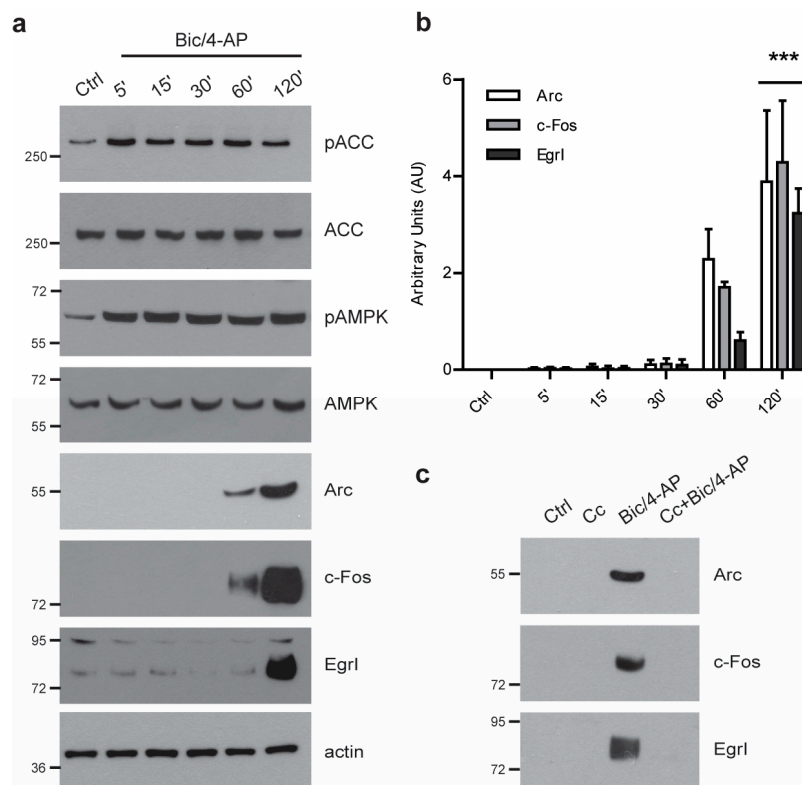 a
Bic/4-AP
Ctrl 5' 15' 30' 60' 120'
250 pACC
250 ACC
72
55 pAMPK
72
55 AMPK
55 Arc
72 c-Fos
95
72 EgrI
36 actin
b
***
Arc
c-Fos
EgrI
Arbitrary Units (AU)
6
4
2
0
Ctrl 5' 15' 30' 60' 120'
c
Ctrl Cc Bic/4-AP Cc+Bic/4-AP
55 Arc
72 c-Fos
95
72 EgrI